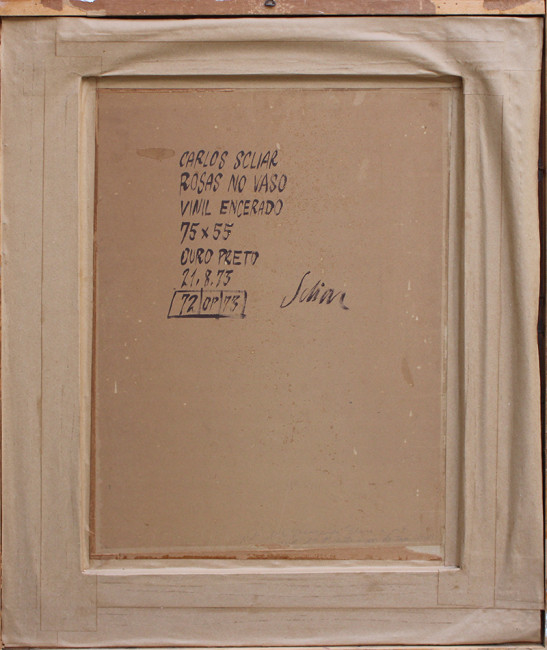 CARLOS SCLIAR
ROSAS NO VASO
VINIL ENCERADO
75 x 55
OURO PRETO
21.8.73
72|OP|73 Scliar